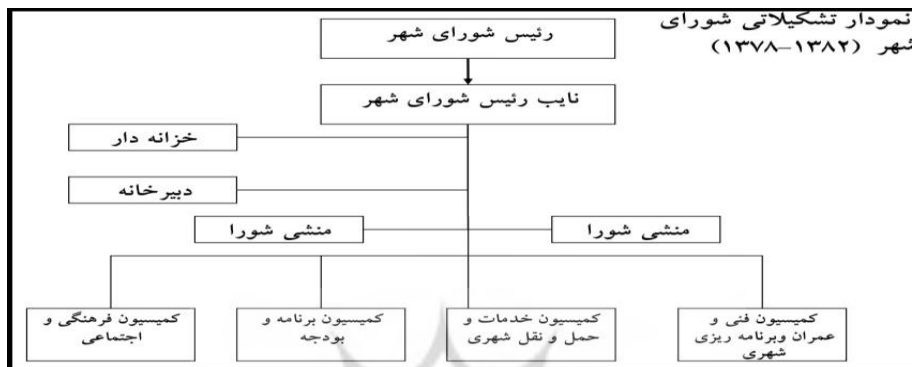 نمودار تشکیلاتی شورای
شهر (۱۳۷۸–۱۳۸۲)
رئیس شورای شهر
نایب رئیس شورای شهر
خزانه دار
دبیرخانه
منشی شورا
منشی شورا
کمیسیون فنی و
عمران وبرنامه ریزی
شهری
کمیسیون خدمات و
حمل و نقل شهری
کمیسیون برنامه و
بودجه
کمیسیون فرهنگی و
اجتماعی